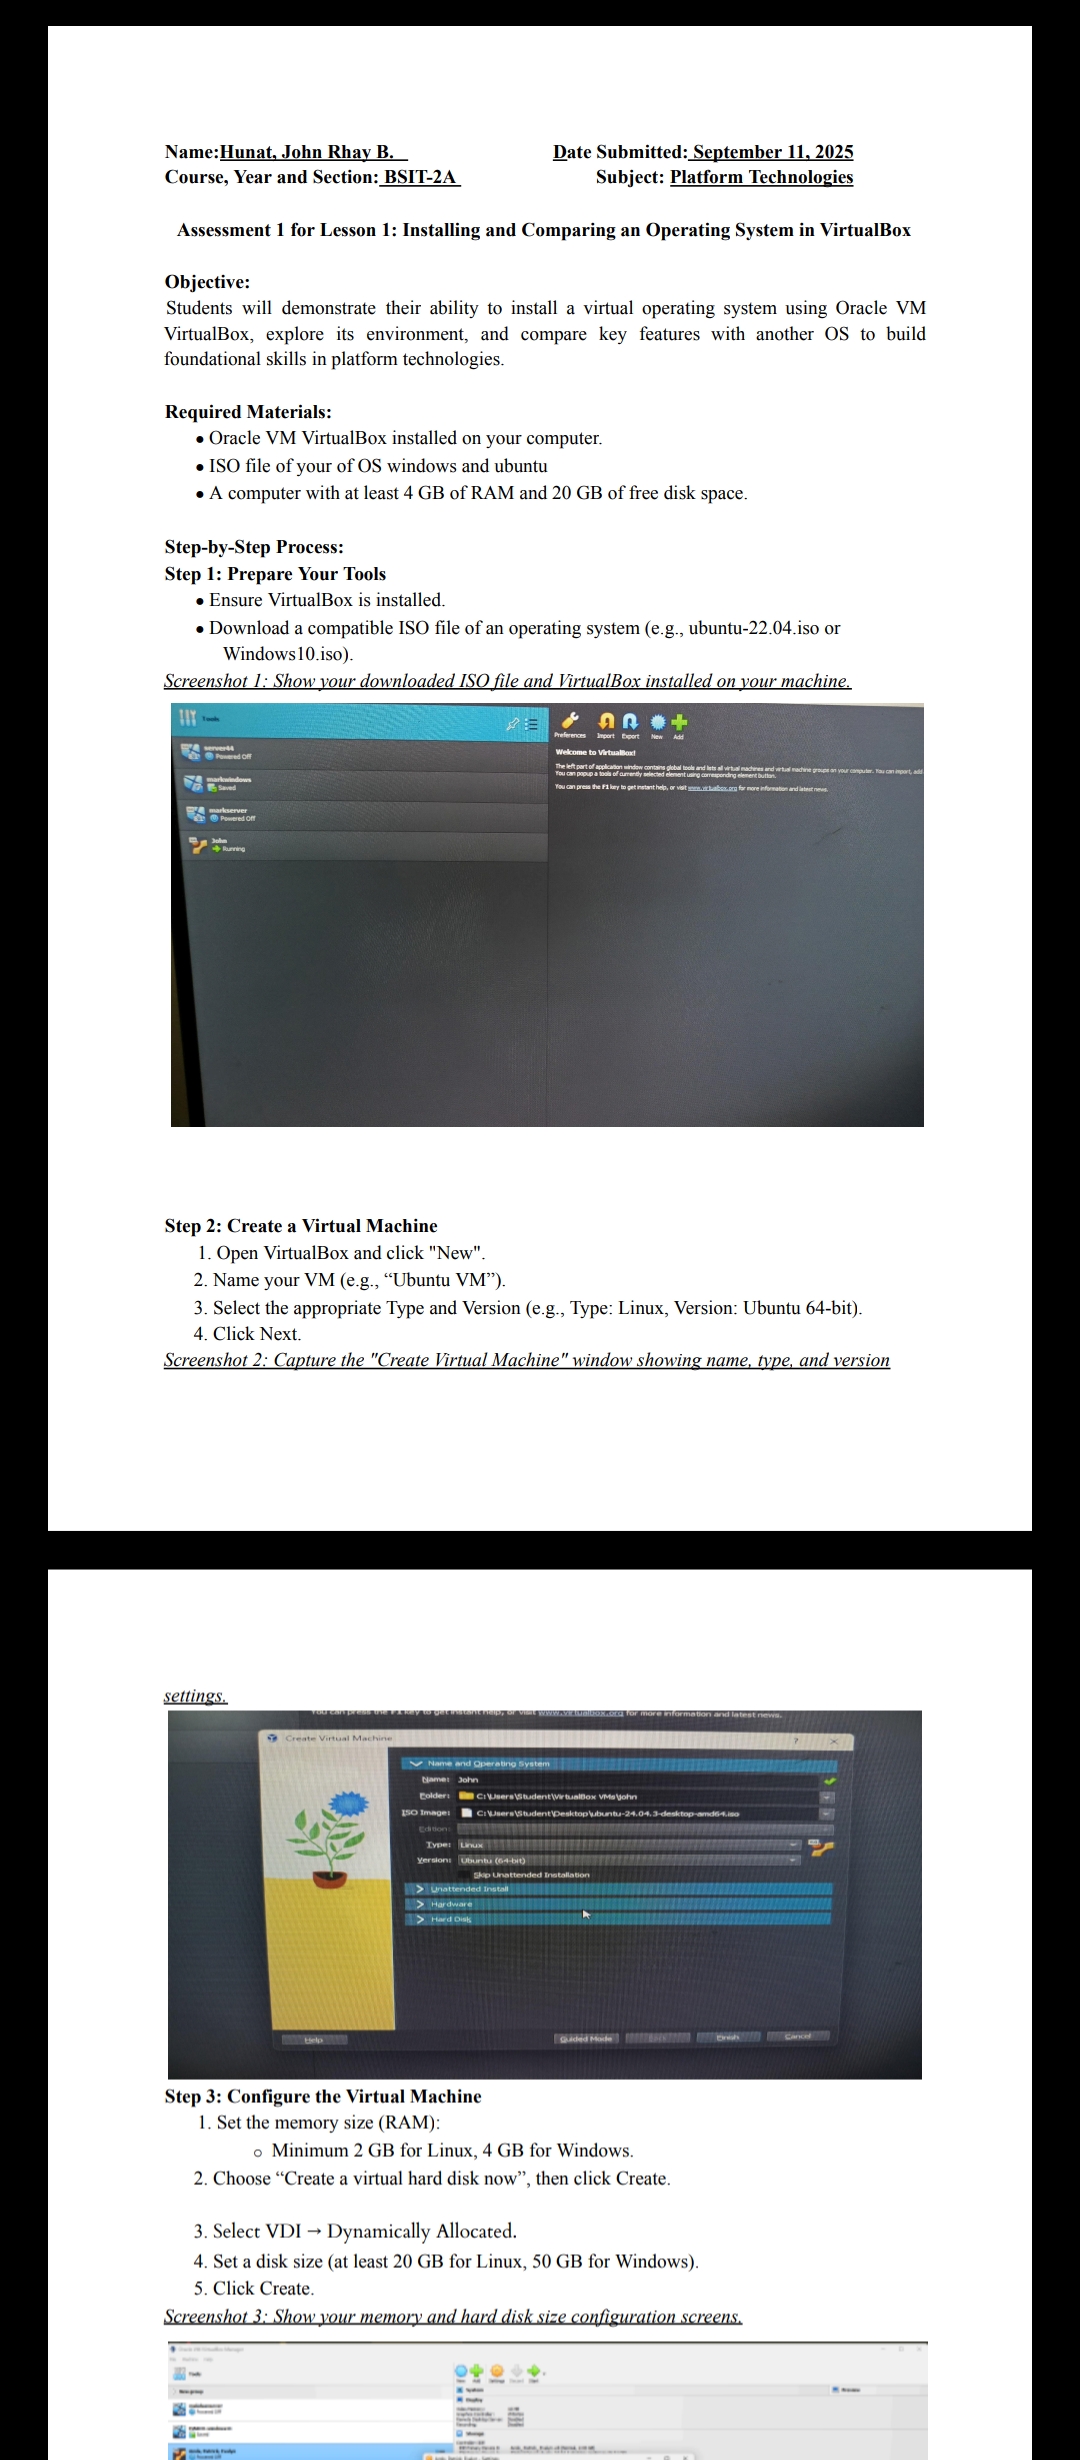 Name:Hunat, John Rhay B.
Date Submitted: September 11, 2025
Course, Year and Section: BSIT-2A
Subject: Platform Technologies
Assessment 1 for Lesson 1: Installing and Comparing an Operating System in VirtualBox
Objective:
Students will demonstrate their ability to install a virtual operating system using Oracle VM
VirtualBox, explore its environment, and compare key features with another OS to build
foundational skills in platform technologies.
Required Materials:
• Oracle VM VirtualBox installed on your computer.
• ISO file of your of OS windows and ubuntu
• A computer with at least 4 GB of RAM and 20 GB of free disk space.
Step-by-Step Process:
Step 1: Prepare Your Tools
• Ensure VirtualBox is installed.
• Download a compatible ISO file of an operating system (e.g., ubuntu-22.04.iso or
Windows10.iso).
Screenshot 1: Show your downloaded ISO file and VirtualBox installed on your machine.
Tools
server44
Powered Off
markwindows
Saved
markserver
Powered Off
John
Running
Preferences Import Export New Add
Welcome to VirtualBox!
The left part of application window contains global tools and lists all virtual machines and virtual machine groups on your computer. You can import, add
You can popup a tools of currently selected element using corresponding element button.
You can press the F1 key to get instant help, or visit www.virtualbox.org for more information and latest news.
Step 2: Create a Virtual Machine
1. Open VirtualBox and click "New".
2. Name your VM (e.g., “Ubuntu VM”).
3. Select the appropriate Type and Version (e.g., Type: Linux, Version: Ubuntu 64-bit).
4. Click Next.
Screenshot 2: Capture the "Create Virtual Machine" window showing name, type, and version
settings.
You can press the F1 key to get instant help, or visit www.virtualbox.org for more information and latest news.
Create Virtual Machine
Name and Operating System
Name: John
Folder: C:\Users\Student\VirtualBox VMs\John
ISO Image: C:\Users\Student\Desktop\ubuntu-24.04.3-desktop-amd64.iso
Edition:
Type: Linux
Version: Ubuntu (64-bit)
Skip Unattended Installation
Unattended Install
Hardware
Hard Disk
Help
Guided Mode
Back
Finish
Cancel
Step 3: Configure the Virtual Machine
1. Set the memory size (RAM):
○ Minimum 2 GB for Linux, 4 GB for Windows.
2. Choose “Create a virtual hard disk now”, then click Create.
3. Select VDI → Dynamically Allocated.
4. Set a disk size (at least 20 GB for Linux, 50 GB for Windows).
5. Click Create.
Screenshot 3: Show your memory and hard disk size configuration screens.
Tools